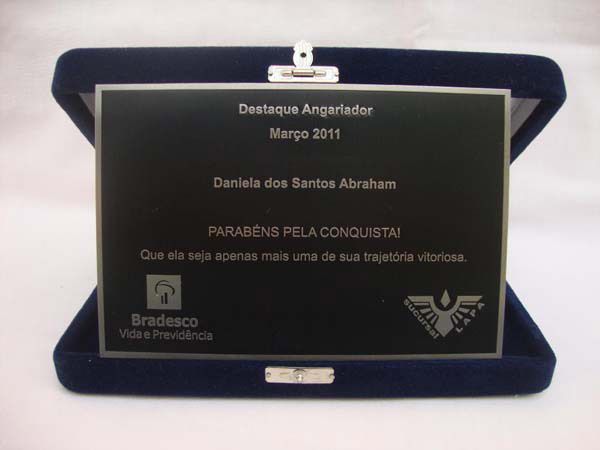 Destaque Angariador
Março 2011
Daniela dos Santos Abraham
PARABÉNS PELA CONQUISTA!
Que ela seja apenas mais uma de sua trajetória vitoriosa.
Bradesco
Vida e Previdência
sucursal LAPA